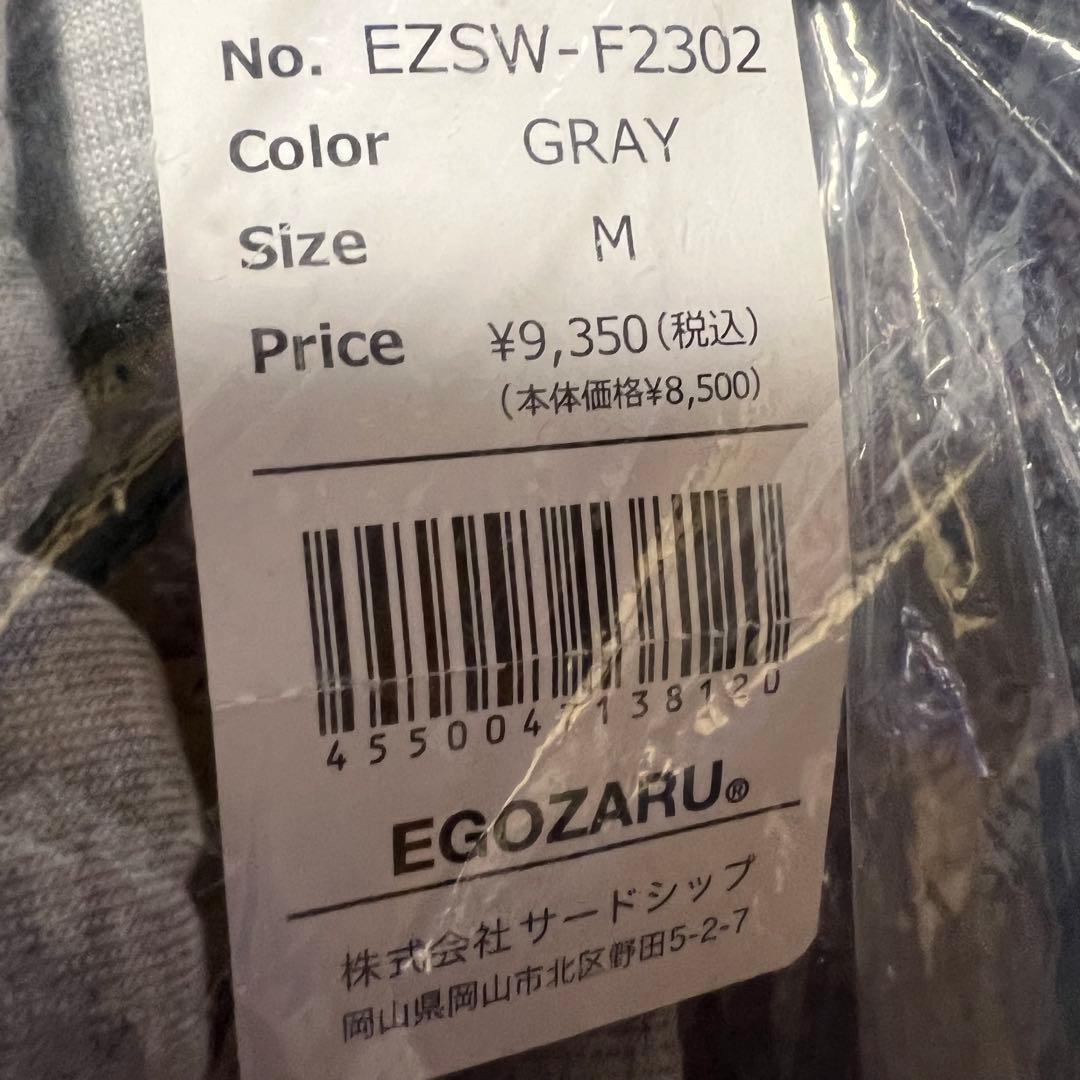 No. EZSW-F2302
Color GRAY
Size M
Price ¥9,350(税込)
(本体価格¥8,500)
4550047138120
EGOZARU®
株式会社サードシップ
岡山県岡山市北区野田5-2-7